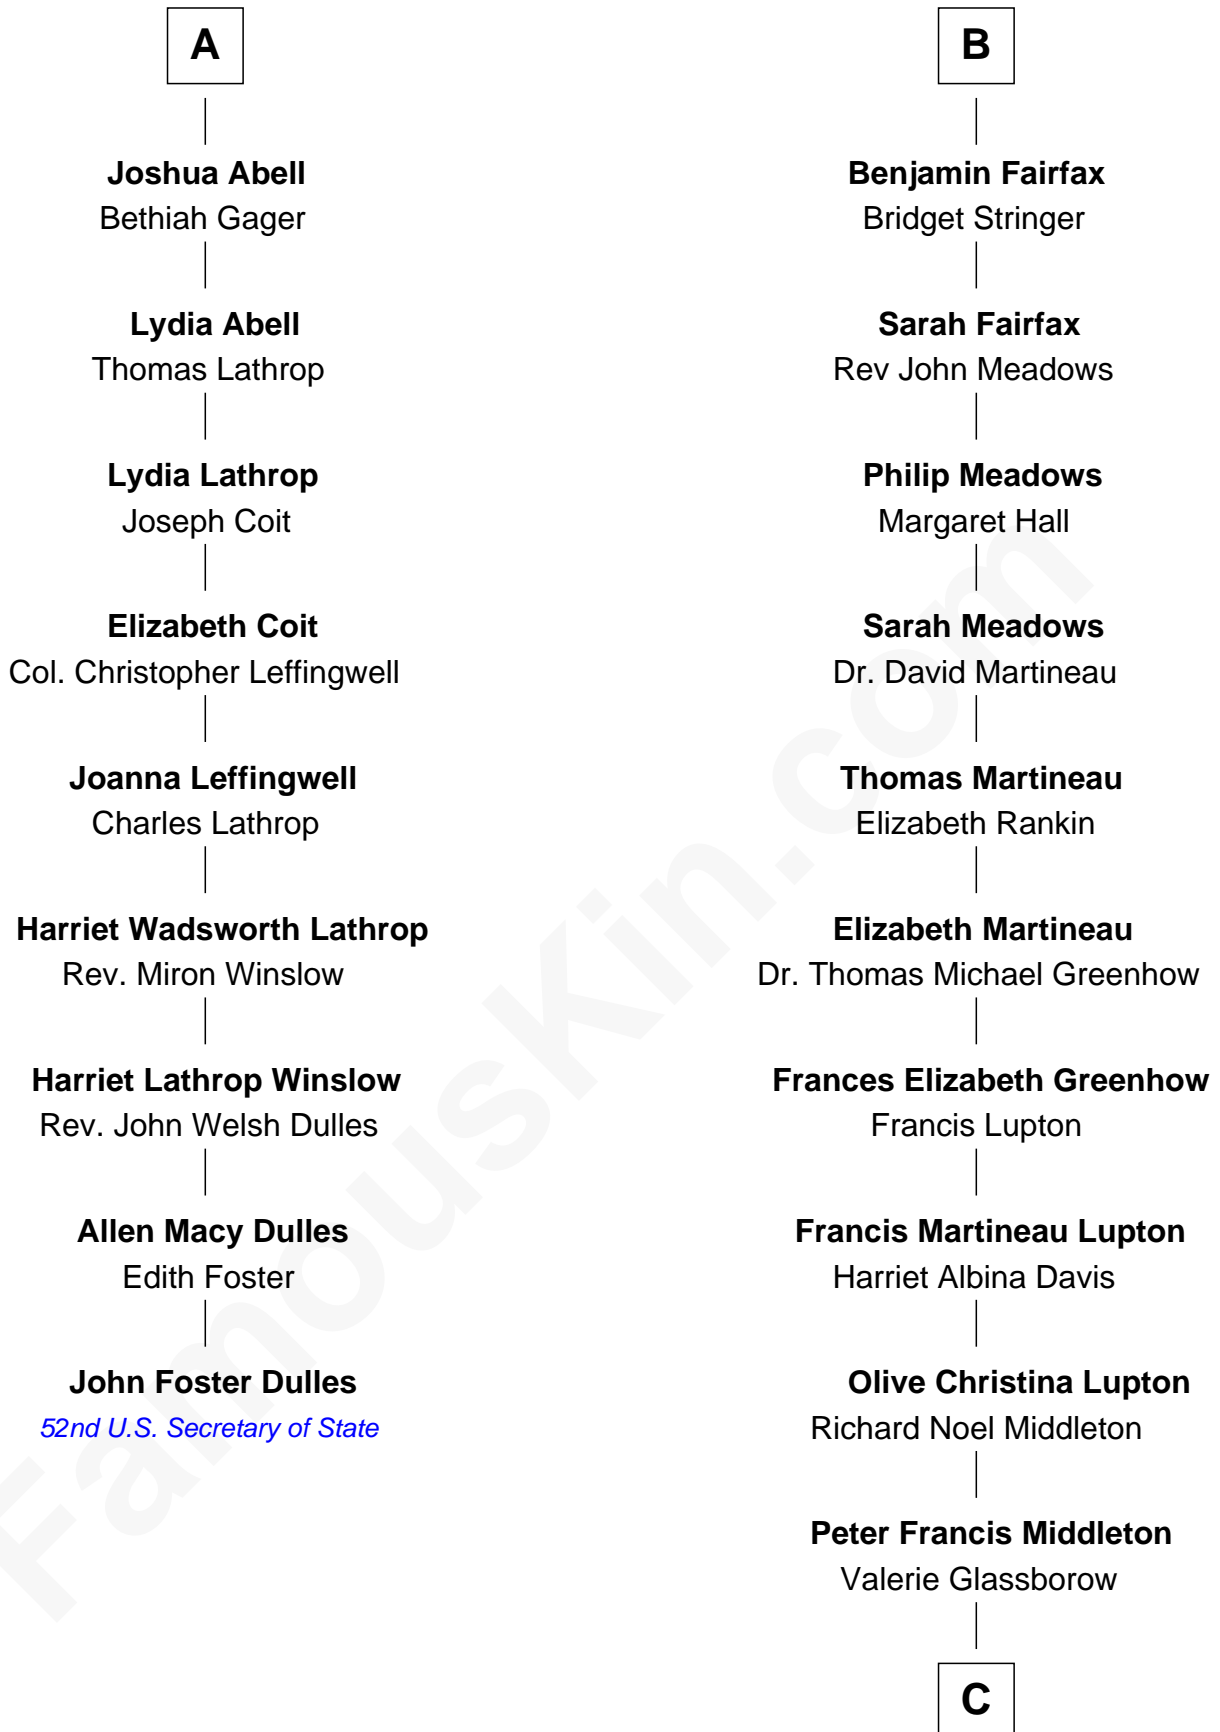 A
Joshua Abell
Bethiah Gager
Lydia Abell
Thomas Lathrop
Lydia Lathrop
Joseph Coit
Elizabeth Coit
Col. Christopher Leffingwell
Joanna Leffingwell
Charles Lathrop
Harriet Wadsworth Lathrop
Rev. Miron Winslow
Harriet Lathrop Winslow
Rev. John Welsh Dulles
Allen Macy Dulles
Edith Foster
John Foster Dulles
52nd U.S. Secretary of State
B
Benjamin Fairfax
Bridget Stringer
Sarah Fairfax
Rev John Meadows
Philip Meadows
Margaret Hall
Sarah Meadows
Dr. David Martineau
Thomas Martineau
Elizabeth Rankin
Elizabeth Martineau
Dr. Thomas Michael Greenhow
Frances Elizabeth Greenhow
Francis Lupton
Francis Martineau Lupton
Harriet Albina Davis
Olive Christina Lupton
Richard Noel Middleton
Peter Francis Middleton
Valerie Glassborow
C
FamousKin.com